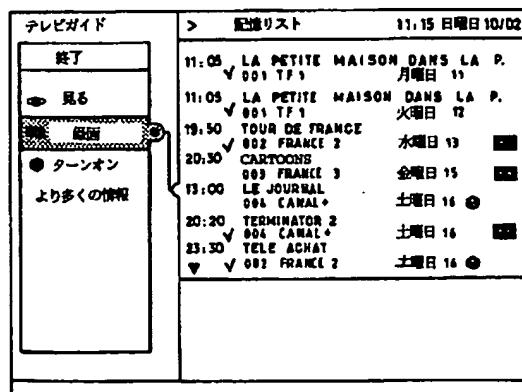 テレビガイド
> 記憶リスト 11:15 日曜日 10/02
終了
見る
録画
ターンオン
より多くの情報
11:05 LA PETITE MAISON DANS LA P.
✓ 001 TF1 月曜日 11
11:05 LA PETITE MAISON DANS LA P.
✓ 001 TF1 火曜日 12
19:50 TOUR DE FRANCE
✓ 002 FRANCE 2 水曜日 13
20:30 CARTOONS
003 FRANCE 3 金曜日 15
13:00 LE JOURNAL
004 CANAL+ 土曜日 16
20:20 TERMINATOR 2
✓ 004 CANAL+ 土曜日 16
23:30 TELE ACHAT
▼ ✓ 002 FRANCE 2 土曜日 16